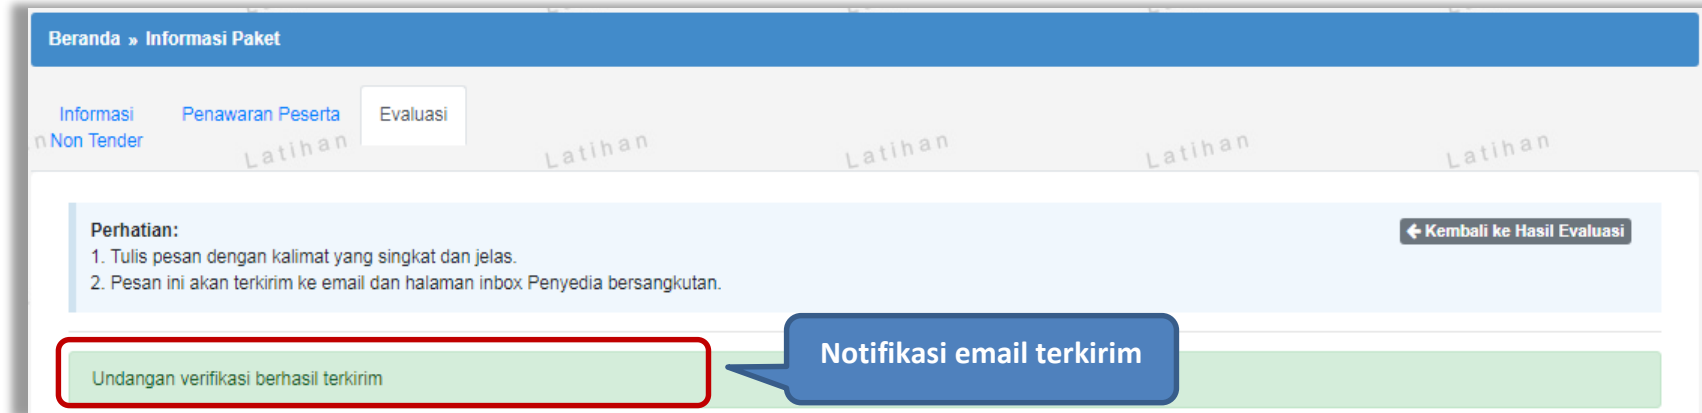 Beranda » Informasi Paket
Informasi Non Tender
Penawaran Peserta
Evaluasi
Latihan Latihan Latihan Latihan Latihan
Perhatian:
Kembali ke Hasil Evaluasi
1. Tulis pesan dengan kalimat yang singkat dan jelas.
2. Pesan ini akan terkirim ke email dan halaman inbox Penyedia bersangkutan.
Notifikasi email terkirim
Undangan verifikasi berhasil terkirim